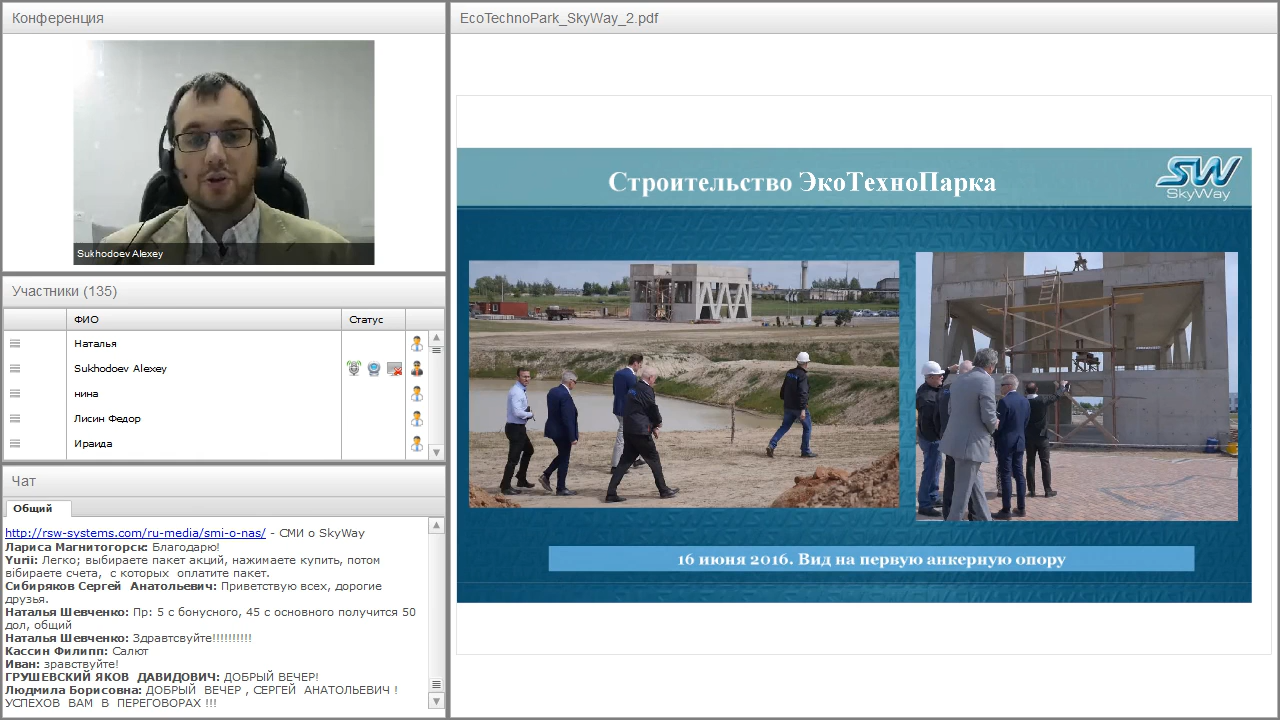 Конференция
Sukhodoev Alexey
Участники (135)
ФИО Статус
Наталья
Sukhodoev Alexey
нина
Лисин Федор
Ираида
Чат
Общий
http://rsw-systems.com/ru-media/smi-o-nas/ - СМИ о SkyWay
Лариса Магнитогорск: Благодарю!
Yurii: Легко; выбираете пакет акций, нажимаете купить, потом
вібираете счета, с которых оплатите пакет.
Сибиряков Сергей Анатольевич: Приветствую всех, дорогие
друзья.
Наталья Шевченко: Пр: 5 с бонусного, 45 с основного получится 50
дол, общий
Наталья Шевченко: Здравтсвуйте!!!!!!!!!!
Кассин Филипп: Салют
Иван: зравствуйте!
ГРУШЕВСКИЙ ЯКОВ ДАВИДОВИЧ: ДОБРЫЙ ВЕЧЕР!
Людмила Борисовна: ДОБРЫЙ ВЕЧЕР , СЕРГЕЙ АНАТОЛЬЕВИЧ !
УСПЕХОВ ВАМ В ПЕРЕГОВОРАХ !!!
EcoTechnoPark_SkyWay_2.pdf
Строительство ЭкоТехноПарка
SW
SkyWay
16 июня 2016. Вид на первую анкерную опору